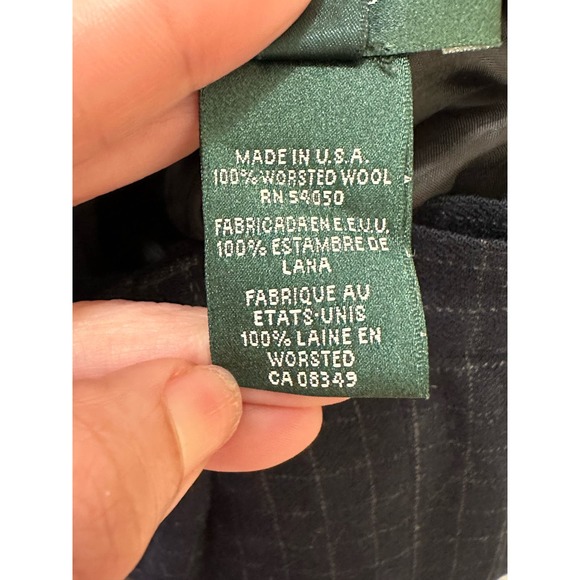 MADE IN U.S.A.
100% WORSTED WOOL
RN 54050
FABRICADA EN E.E.U.U.
100% ESTAMBRE DE
LANA
FABRIQUE AU
ETATS-UNIS
100% LAINE EN
WORSTED
CA 08349